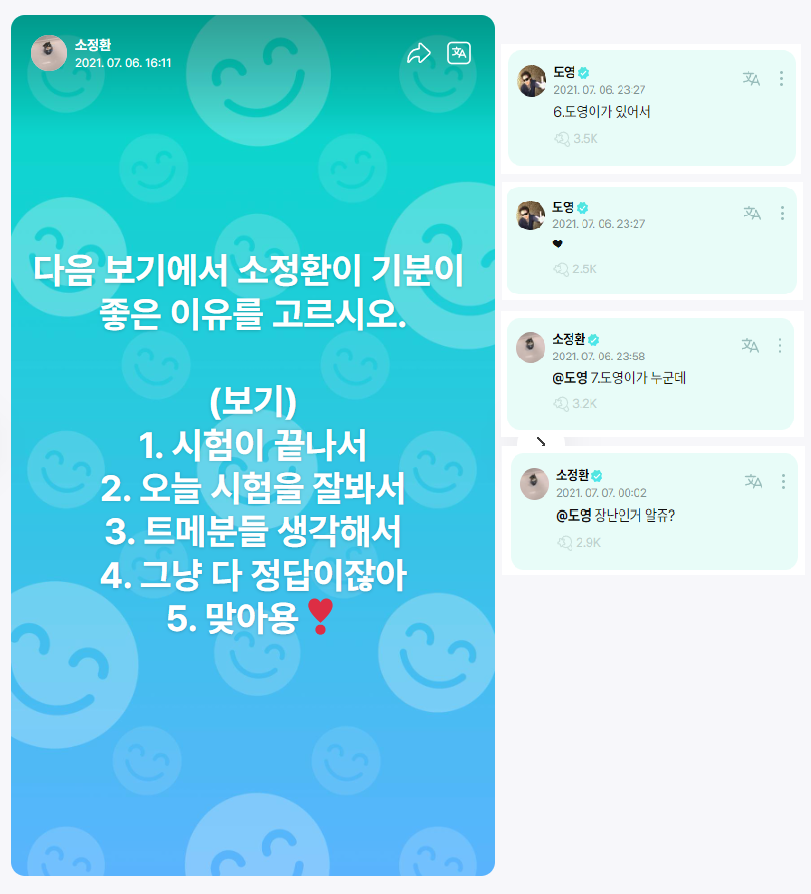 소정환
2021. 07. 06. 16:11
다음 보기에서 소정환이 기분이
좋은 이유를 고르시오.
(보기)
1. 시험이 끝나서
2. 오늘 시험을 잘봐서
3. 트메분들 생각해서
4. 그냥 다 정답이잖아
5. 맞아용❣️
도영
2021. 07. 06. 23:27
6.도영이가 있어서
3.5K
도영
2021. 07. 06. 23:27
♥
2.5K
소정환
2021. 07. 06. 23:58
@도영 7.도영이가 누군데
3.2K
소정환
2021. 07. 07. 00:02
@도영 장난인거 알쥬?
2.9K